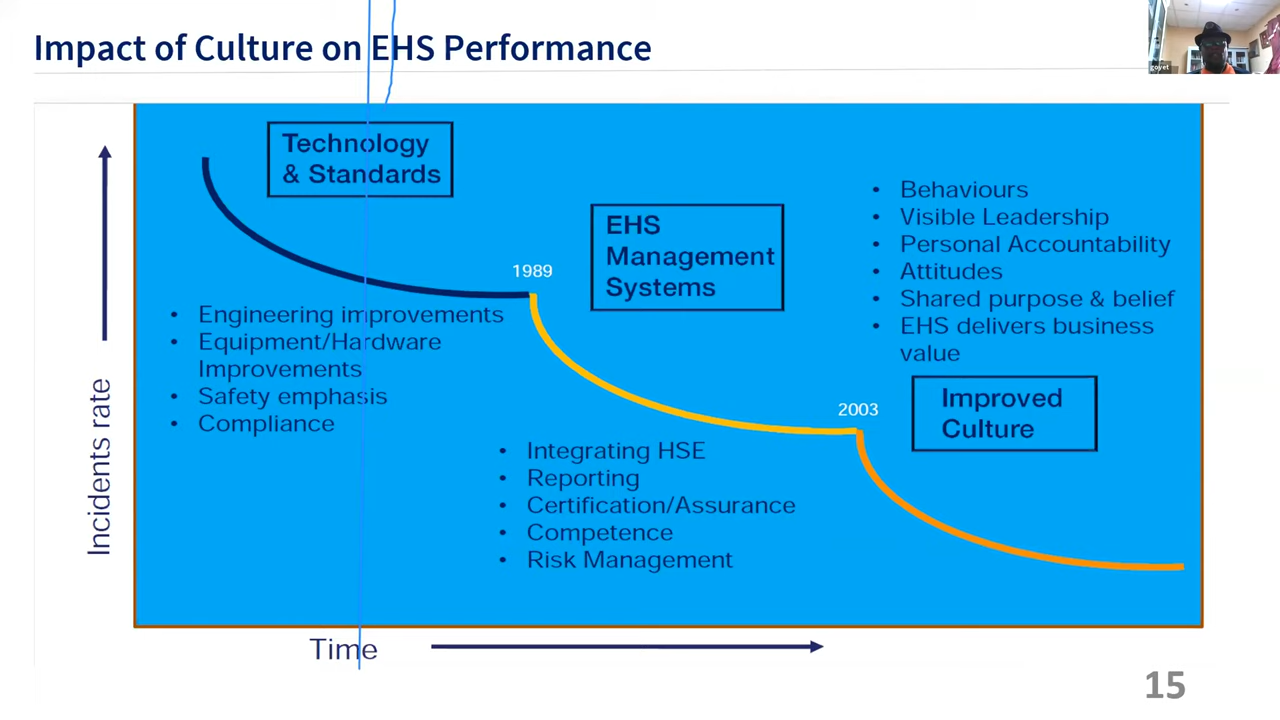 Impact of Culture on EHS Performance
goyet
Technology
& Standards
1989
• Engineering improvements
• Equipment/Hardware
Improvements
• Safety emphasis
• Compliance
EHS
Management
Systems
2003
• Integrating HSE
• Reporting
• Certification/Assurance
• Competence
• Risk Management
• Behaviours
• Visible Leadership
• Personal Accountability
• Attitudes
• Shared purpose & belief
• EHS delivers business
value
Improved
Culture
Incidents rate
Time
15